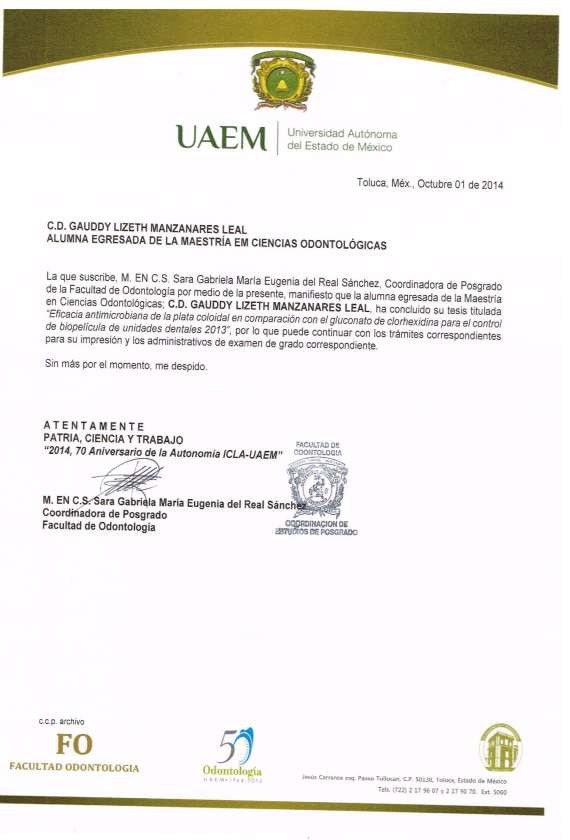 UAEM
Universidad Autónoma
del Estado de México
Toluca, Méx., Octubre 01 de 2014
C.D. GAUDDY LIZETH MANZANARES LEAL
ALUMNA EGRESADA DE LA MAESTRÍA EM CIENCIAS ODONTOLÓGICAS
La que suscribe, M. EN C.S. Sara Gabriela María Eugenia del Real Sánchez, Coordinadora de Posgrado
de la Facultad de Odontología por medio de la presente, manifiesto que la alumna egresada de la Maestría
en Ciencias Odontológicas; C.D. GAUDDY LIZETH MANZANARES LEAL, ha concluido su tesis titulada
"Eficacia antimicrobiana de la plata coloidal en comparación con el gluconato de clorhexidina para el control
de biopelícula de unidades dentales 2013", por lo que puede continuar con los trámites correspondientes
para su impresión y los administrativos de examen de grado correspondiente.
Sin más por el momento, me despido.
A T E N T A M E N T E
PATRIA, CIENCIA Y TRABAJO
"2014, 70 Aniversario de la Autonomía ICLA-UAEM"
FACULTAD DE
ODONTOLOGIA
M. EN C.S. Sara Gabriela María Eugenia del Real Sánchez
Coordinadora de Posgrado
Facultad de Odontología
COORDINACION DE
ESTUDIOS DE POSGRADO
c.c.p. archivo
FO
FACULTAD ODONTOLOGIA
50
Odontología
Jesús Carranza esq. Paseo Tollocan, C.P. 50130, Toluca, Estado de México
Tels. (722) 2 17 96 07 y 2 17 90 70. Ext. 5060